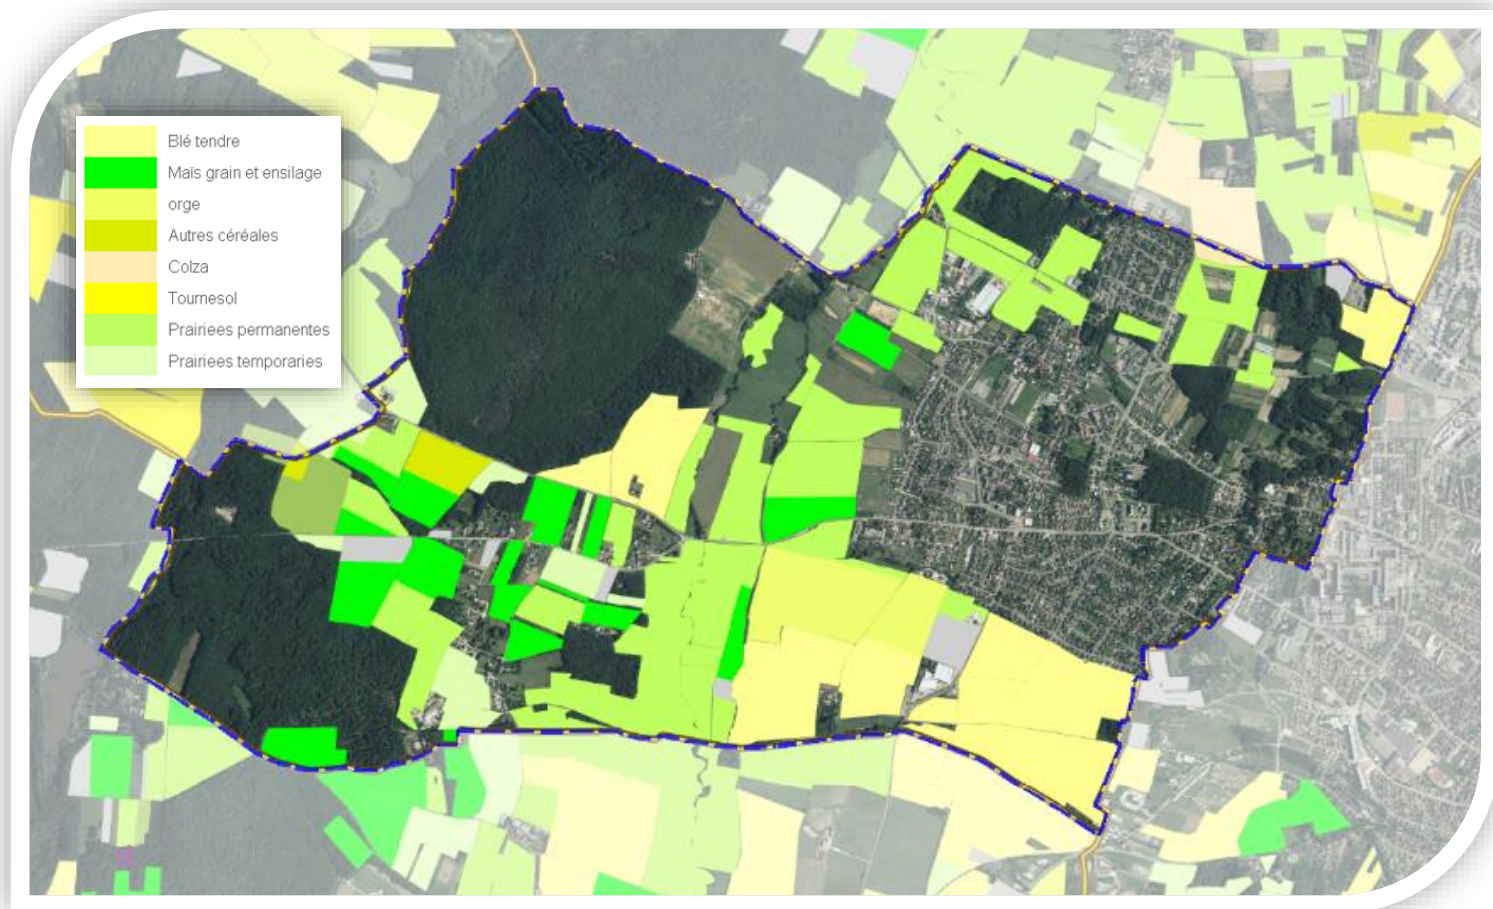 Blé tendre
Maïs grain et ensilage
orge
Autres céréales
Colza
Tournesol
Prairiees permanentes
Prairiees temporaries